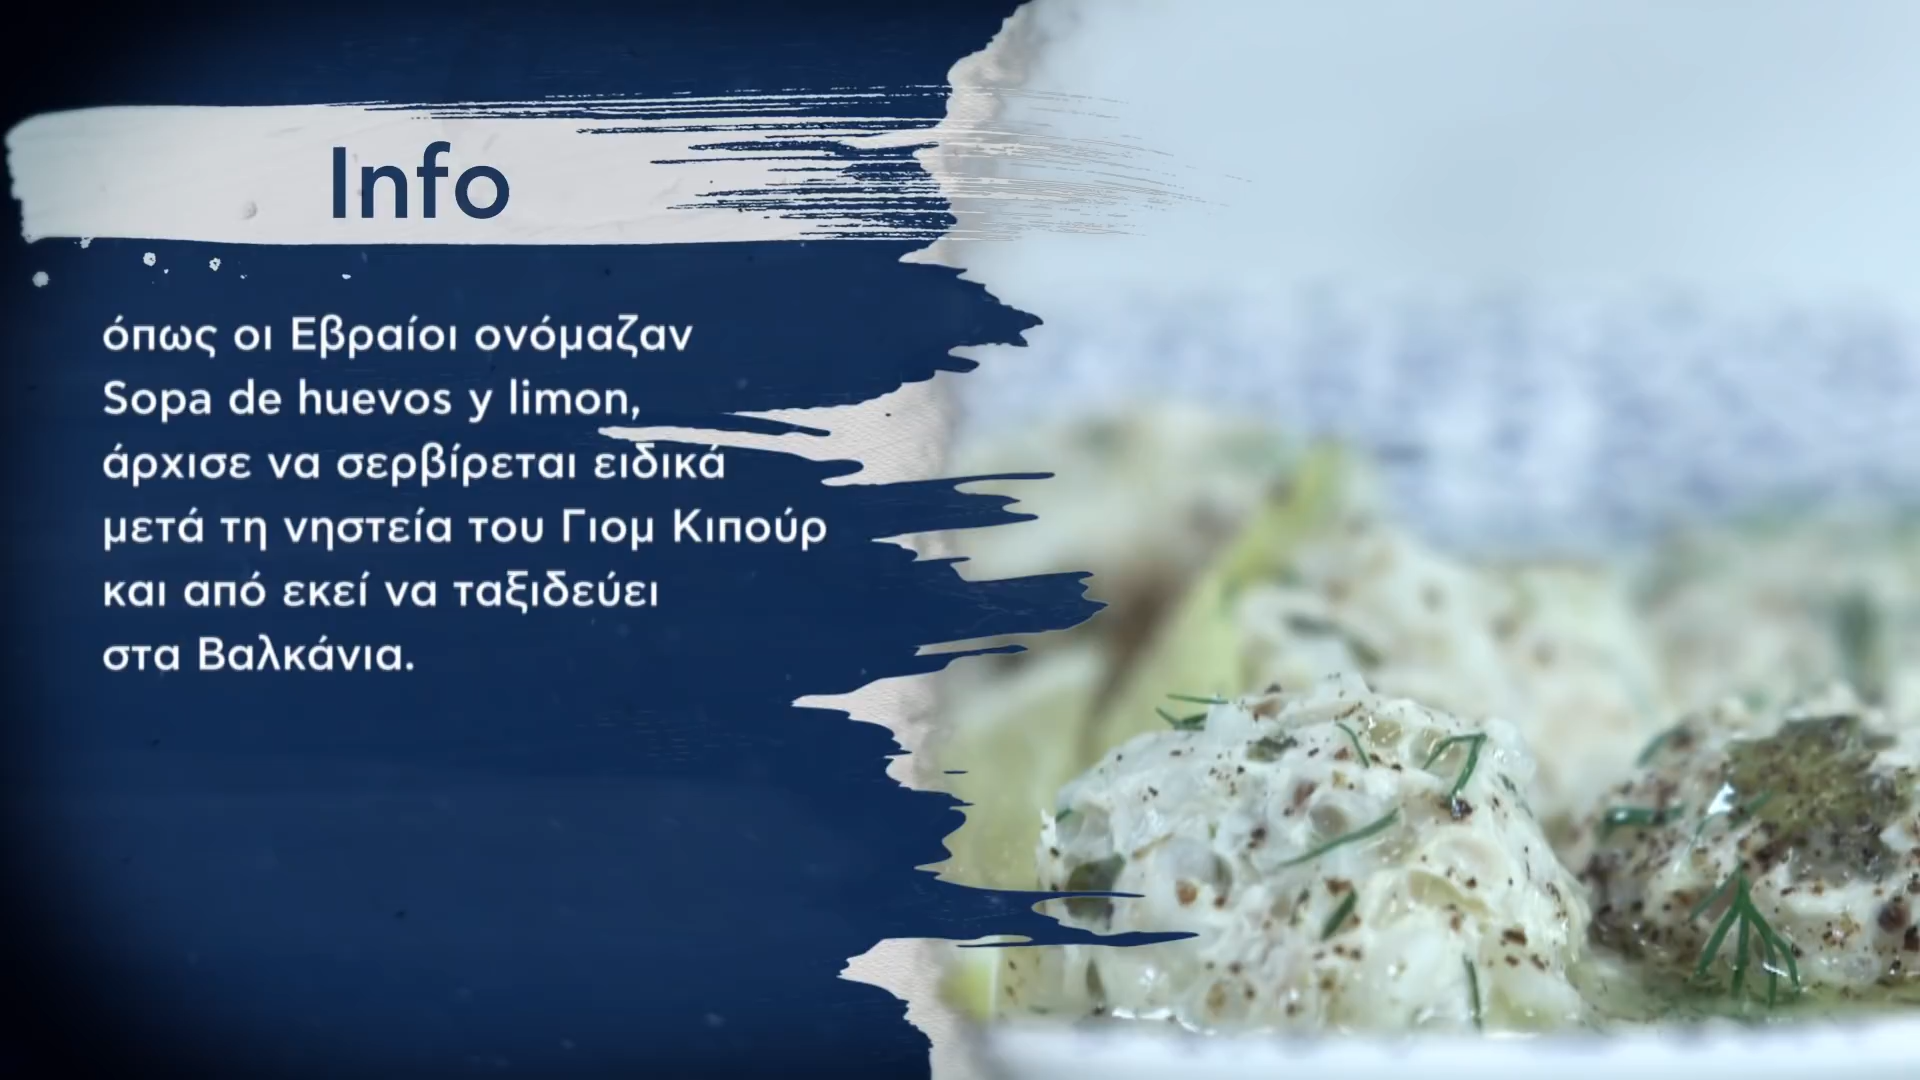 Info
όπως οι Εβραίοι ονόμαζαν
Sopa de huevos y limon,
άρχισε να σερβίρεται ειδικά
μετά τη νηστεία του Γιομ Κιπούρ
και από εκεί να ταξιδεύει
στα Βαλκάνια.